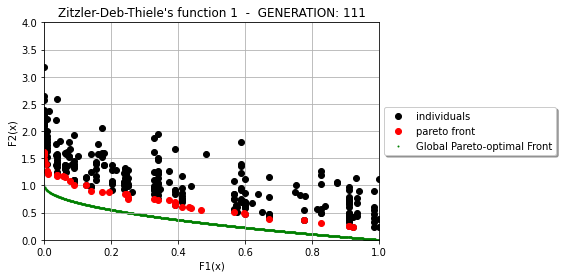 Zitzler-Deb-Thiele's function 1  -  GENERATION: 111
4.0
3.5
3.0
2.5
2.0
1.5
1.0
0.5
0.0
F2(x)
0.0 0.2 0.4 0.6 0.8 1.0
F1(x)
individuals
pareto front
Global Pareto-optimal Front